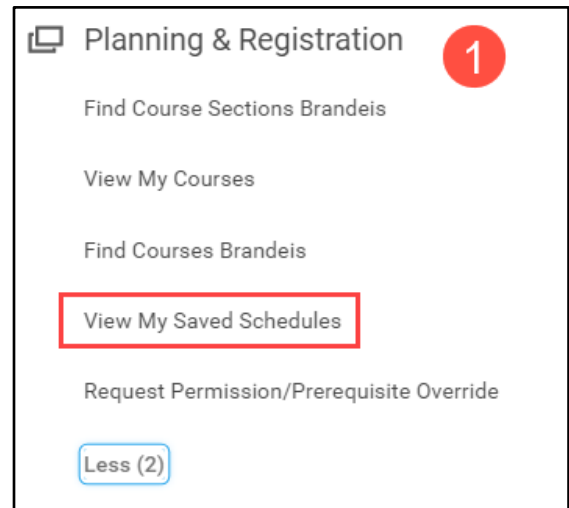 Planning & Registration
1
Find Course Sections Brandeis
View My Courses
Find Courses Brandeis
View My Saved Schedules
Request Permission/Prerequisite Override
Less (2)